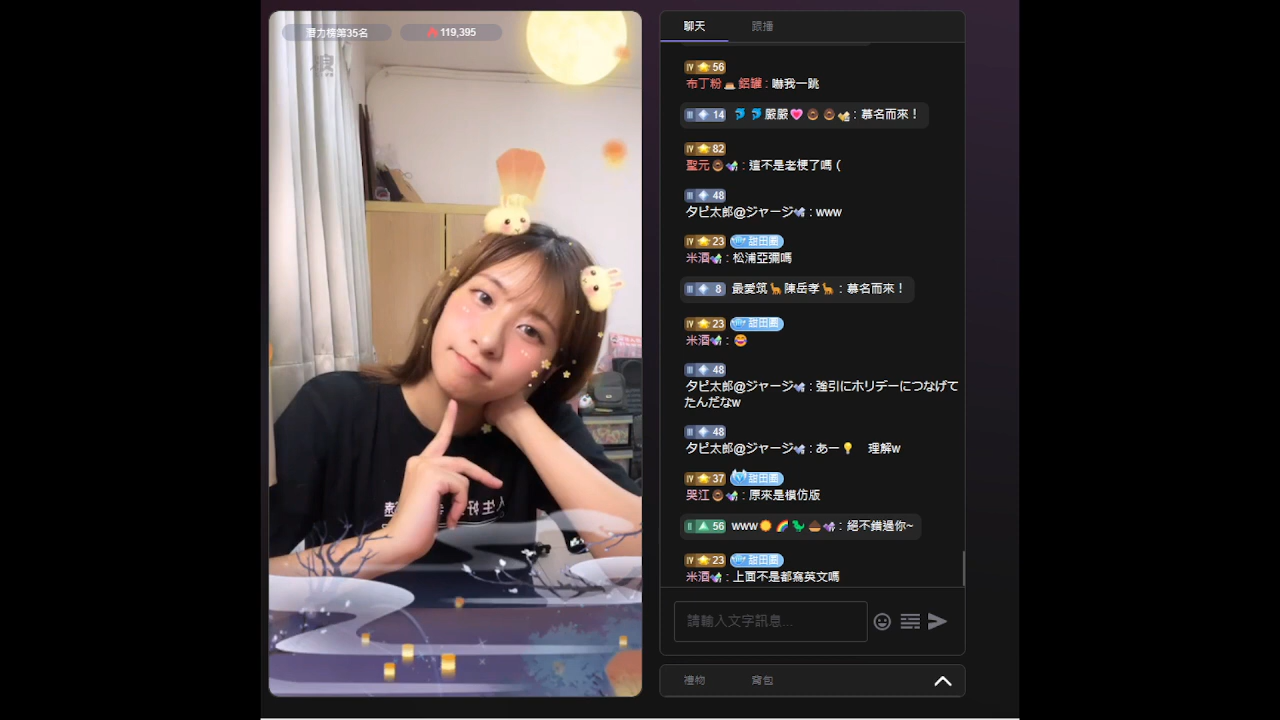 潛力榜第35名
119,395
聊天
跟播
IV 56
布丁粉 鋁罐 : 嚇我一跳
III 14 嚴嚴 : 慕名而來！
IV 82
聖元 : 這不是老梗了嗎（
III 48
タピ太郎@ジャージ : www
IV 23 甜田圈
米酒 : 松浦亞彌嗎
III 8 最愛筑 陳岳孝 : 慕名而來！
IV 23 甜田圈
米酒 :
III 48
タピ太郎@ジャージ : 強引にホリデーにつなげて
たんだなw
III 48
タピ太郎@ジャージ : あー 理解w
IV 37 甜田圈
哭江 : 原來是模仿版
II 56 www : 絕不錯過你~
IV 23 甜田圈
米酒 : 上面不是都寫英文嗎
請輸入文字訊息...
禮物
背包